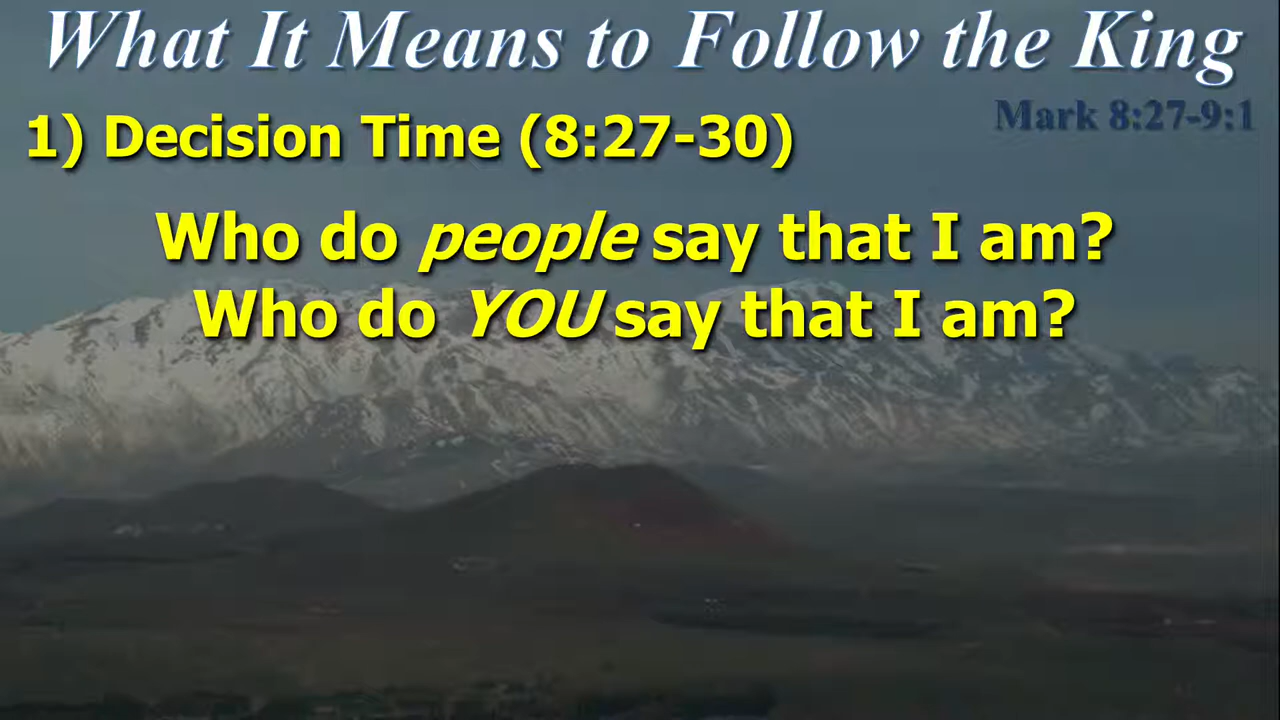 What It Means to Follow the King
Mark 8:27-9:1
1) Decision Time (8:27-30)
Who do people say that I am?
Who do YOU say that I am?